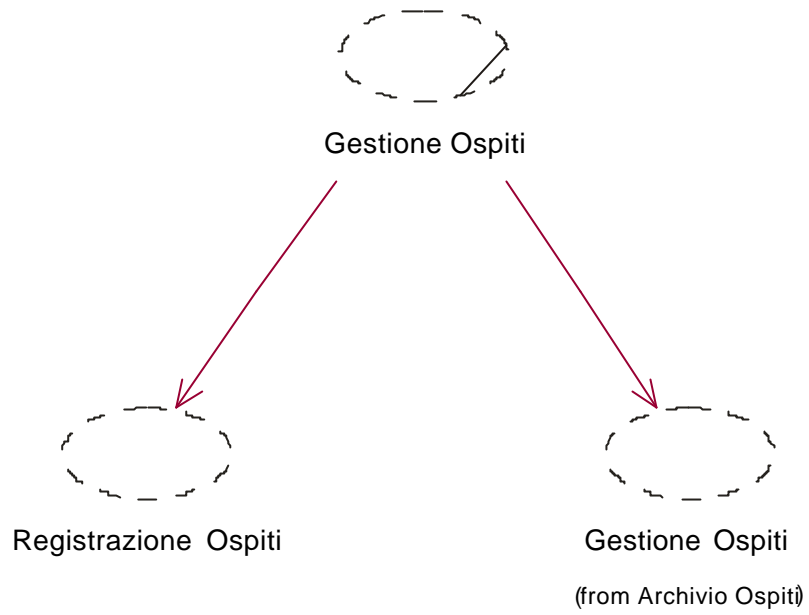 Gestione Ospiti
Registrazione Ospiti
Gestione Ospiti
(from Archivio Ospiti)